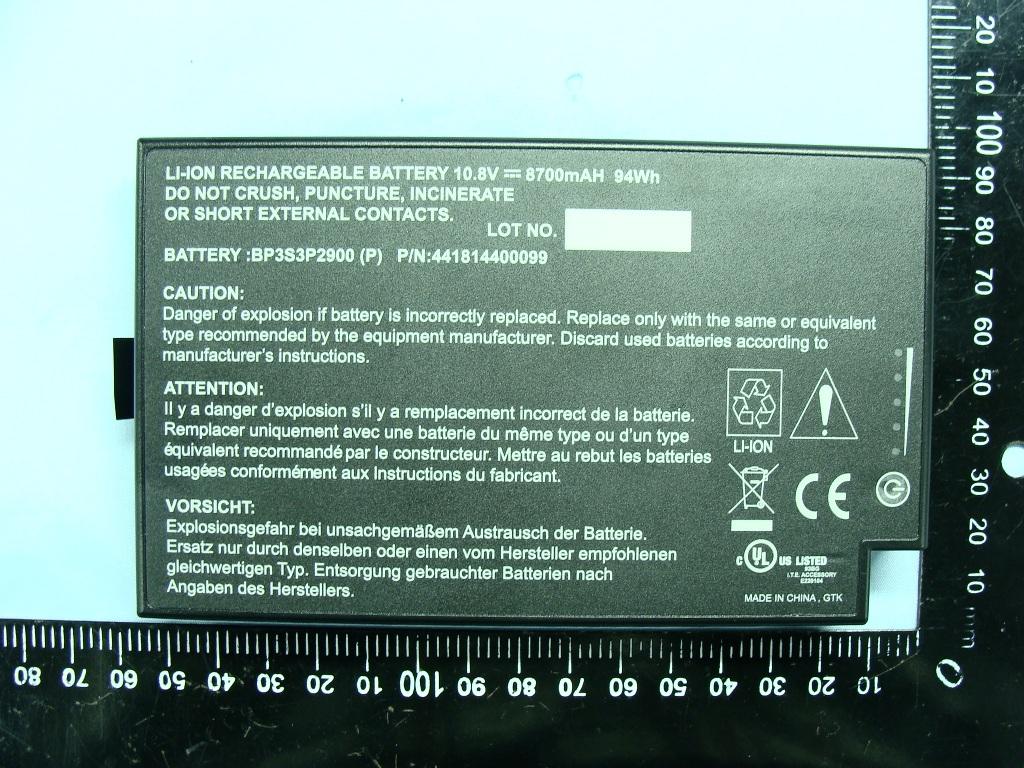 LI-ION RECHARGEABLE BATTERY 10.8V ⎓ 8700mAH 94Wh
DO NOT CRUSH, PUNCTURE, INCINERATE
OR SHORT EXTERNAL CONTACTS.
LOT NO.
BATTERY :BP3S3P2900 (P) P/N:441814400099
CAUTION:
Danger of explosion if battery is incorrectly replaced. Replace only with the same or equivalent
type recommended by the equipment manufacturer. Discard used batteries according to
manufacturer's instructions.
ATTENTION:
Il y a danger d'explosion s'il y a remplacement incorrect de la batterie.
Remplacer uniquement avec une batterie du même type ou d'un type
équivalent recommandé par le constructeur. Mettre au rebut les batteries
usagées conformément aux instructions du fabricant.
VORSICHT:
Explosionsgefahr bei unsachgemäßem Austrausch der Batterie.
Ersatz nur durch denselben oder einen vom Hersteller empfohlenen
gleichwertigen Typ. Entsorgung gebrauchter Batterien nach
Angaben des Herstellers.
LI-ION
CE
C UL US LISTED
I.T.E. ACCESSORY
MADE IN CHINA , GTK
20 10 100 90 80 70 60 50 40 30 20 10 mm 0
80 70 60 50 40 30 20 10 100 90 80 70 60 50 40 30 20 10